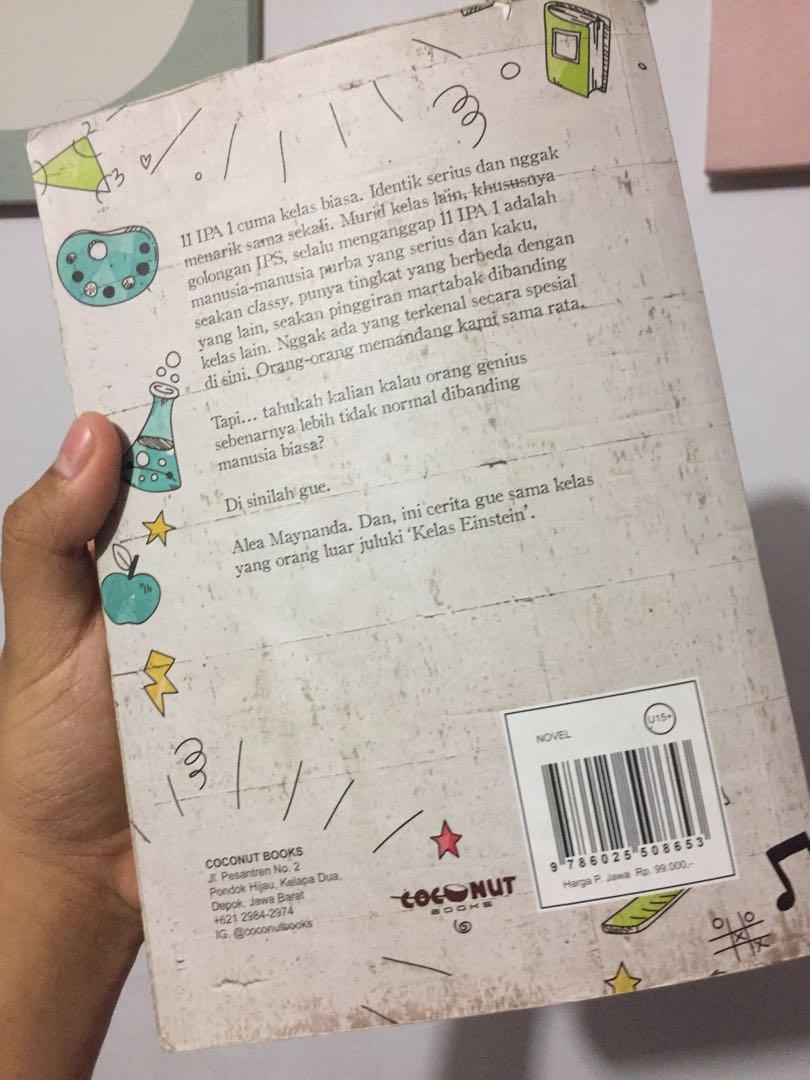 11 IPA 1 cuma kelas biasa. Identik serius dan nggak
menarik sama sekali. Murid kelas lain, khususnya
golongan IPS, selalu menganggap 11 IPA 1 adalah
manusia-manusia purba yang serius dan kaku,
seakan classy, punya tingkat yang berbeda dengan
yang lain, seakan pinggiran martabak dibanding
kelas lain. Nggak ada yang terkenal secara spesial
di sini. Orang-orang memandang kami sama rata.
Tapi... tahukah kalian kalau orang genius
sebenarnya lebih tidak normal dibanding
manusia biasa?
Di sinilah gue.
Alea Maynanda. Dan, ini cerita gue sama kelas
yang orang luar juluki 'Kelas Einstein'.
NOVEL
U15+
9 786025 508653
Harga P. Jawa Rp. 99.000,-
COCONUT BOOKS
Jl. Pesantren No. 2
Pondok Hijau, Kelapa Dua,
Depok, Jawa Barat
+621 2984-2974
IG. @coconutbooks
COCONUT
BOOKS
2
3